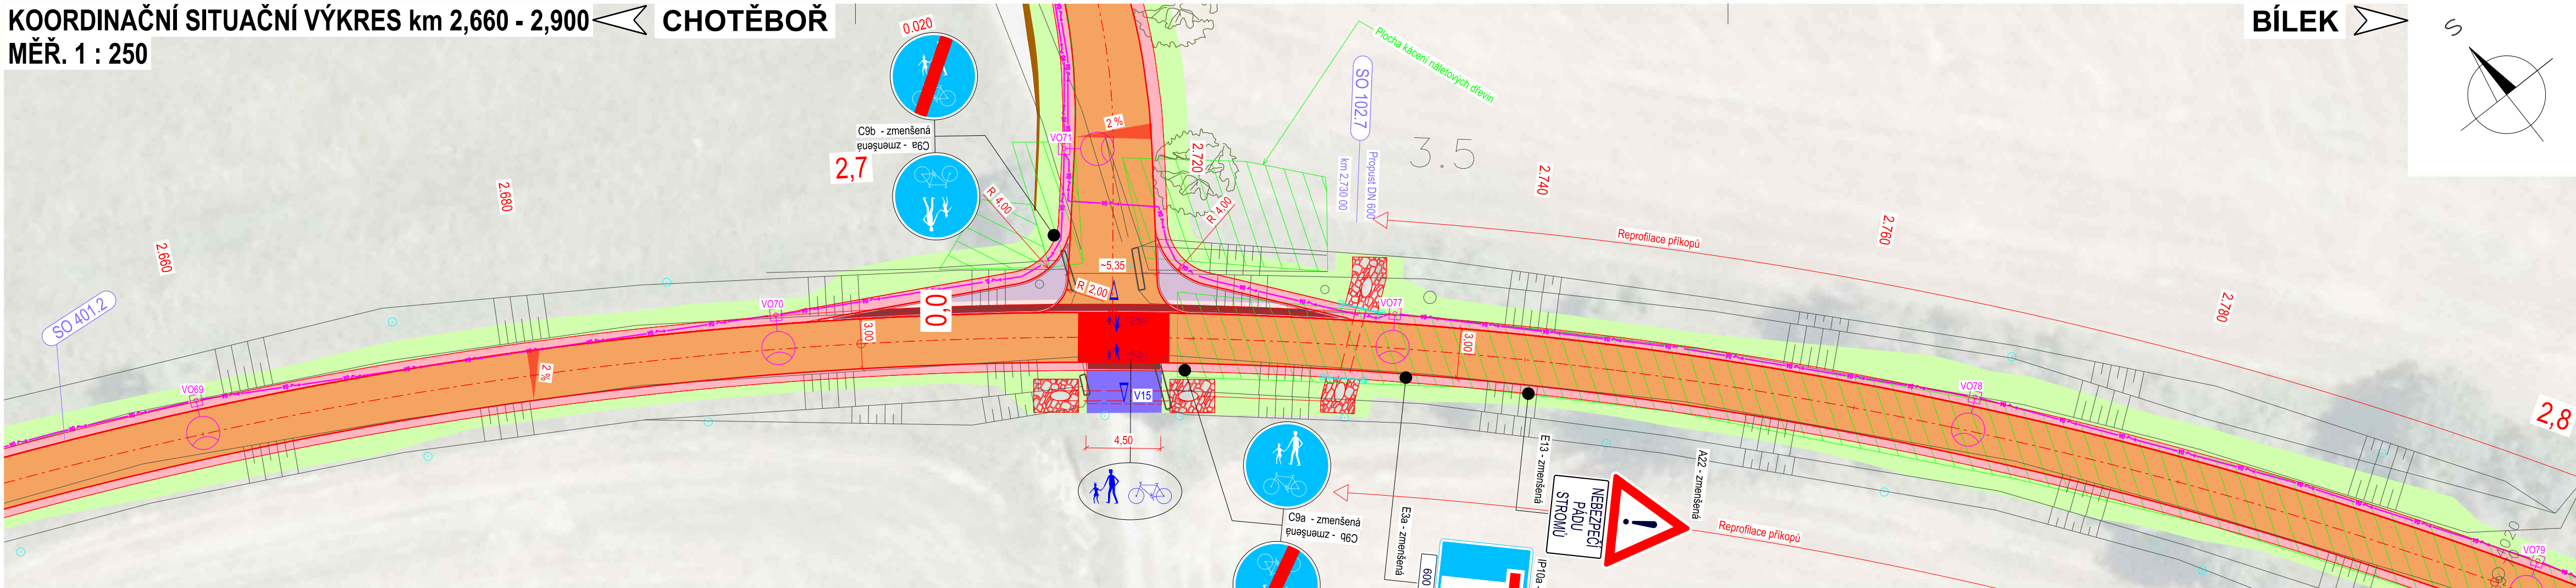 KOORDINAČNÍ SITUAČNÍ VÝKRES km 2,660 - 2,900
MĚŘ. 1 : 250
CHOTĚBOŘ
BÍLEK
S
0.020
C9b - zmenšená
C9a - zmenšená
2,7
VO71
2 %
2.720
Plocha kácení náletových dřevin
SO 102.7
Propust DN 600
km 2,730 00
3.5
2.740
2.760
2.780
2,8
Reprofilace příkopů
2.680
2.660
SO 401.2
R 4,00
R 4,00
~5,35
R 2,00
0,0
VO70
3,00
VO77
3,00
VO69
2 %
VO78
V15
4,50
C9a - zmenšená
C9b - zmenšená
E3a - zmenšená
E13 - zmenšená
NEBEZPEČÍ
PÁDU
STROMŮ
A22 - zmenšená
Reprofilace příkopů
IP10a -
600
VO79